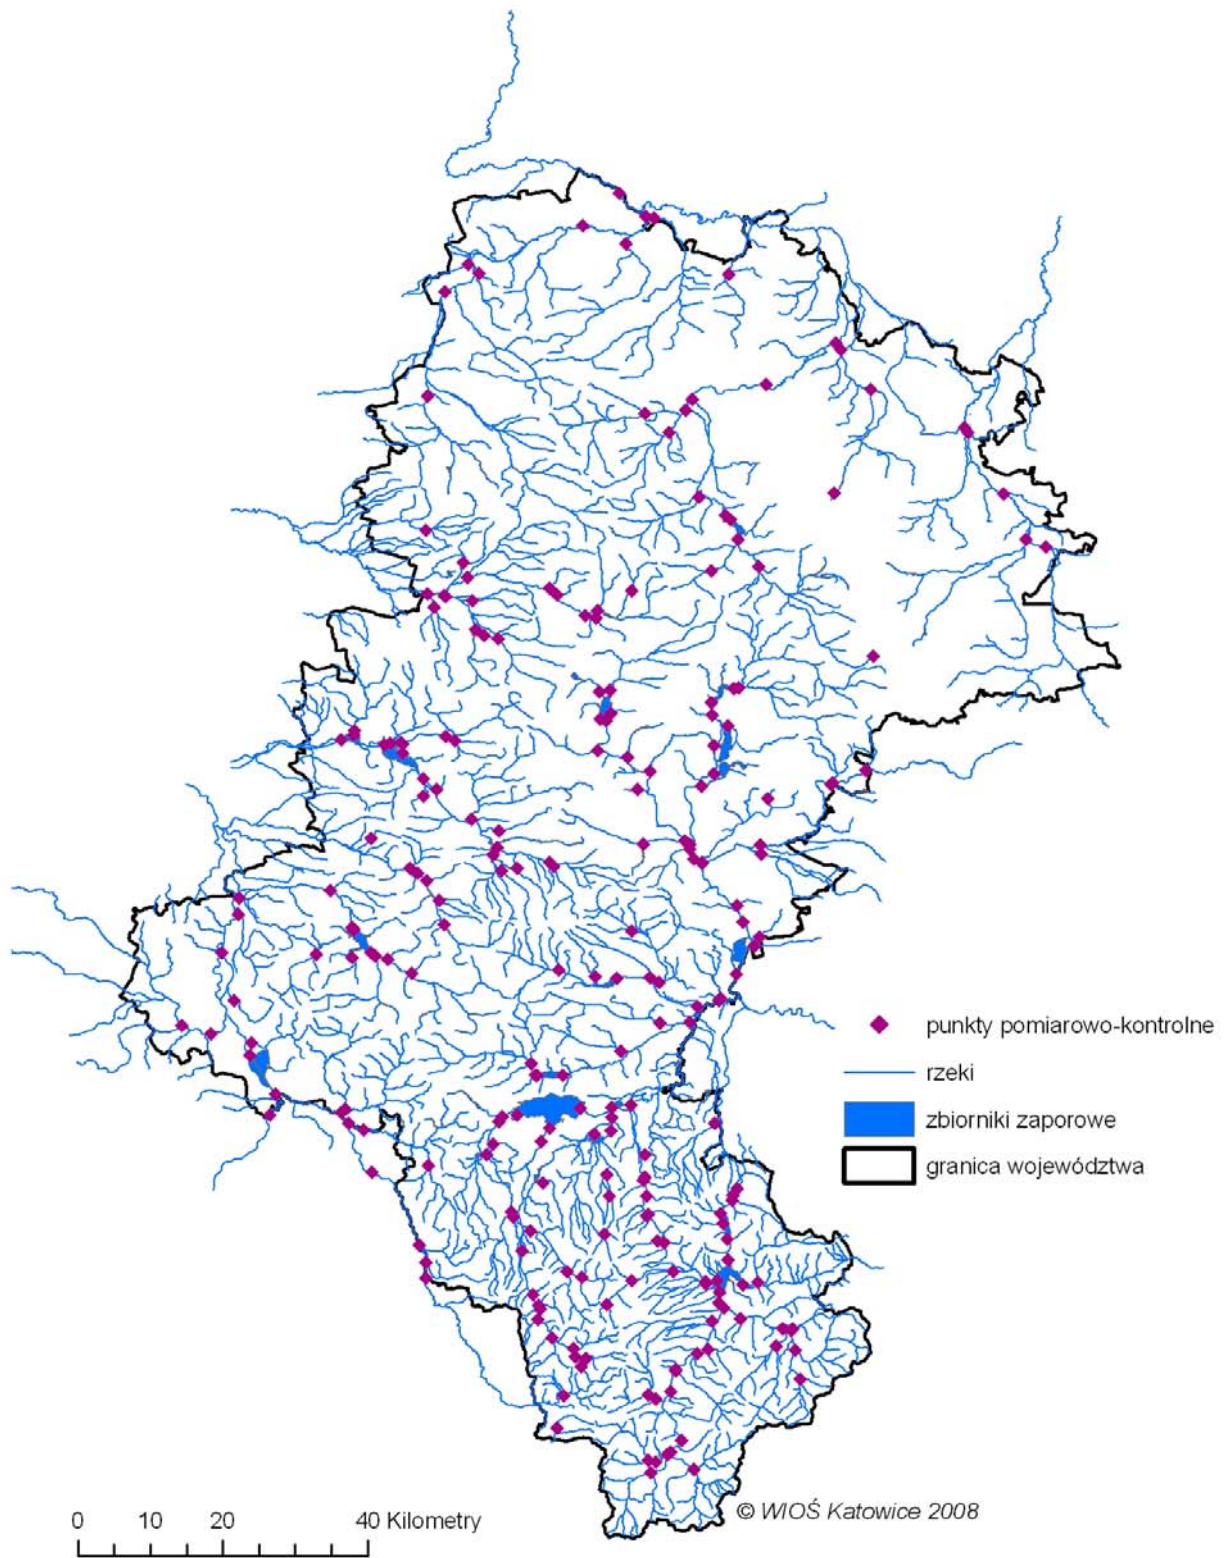 punkty pomiarowo-kontrolne
rzeki
zbiorniki zaporowe
granica województwa
© WIOŚ Katowice 2008
0 10 20 40 Kilometry